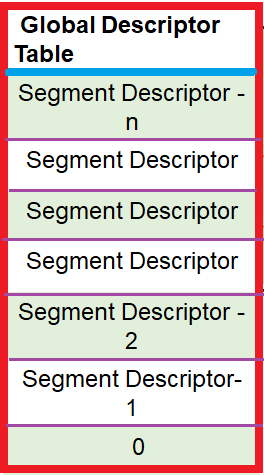 Global Descriptor
Table
Segment Descriptor -
n
Segment Descriptor
Segment Descriptor
Segment Descriptor
Segment Descriptor -
2
Segment Descriptor-
1
0